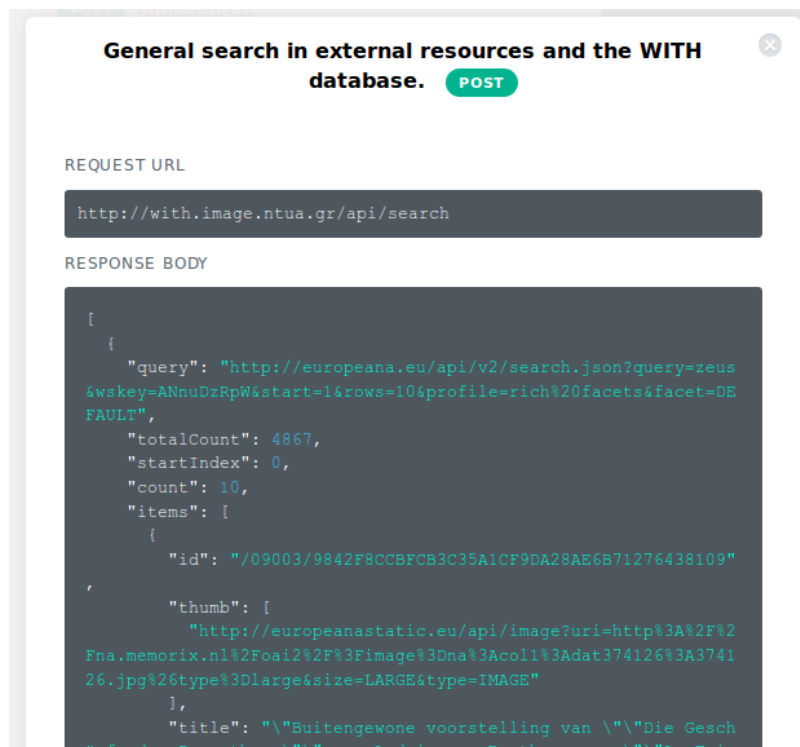 General search in external resources and the WITH
database. POST
REQUEST URL
http://with.image.ntua.gr/api/search
RESPONSE BODY
[
{
"query": "http://europeana.eu/api/v2/search.json?query=zeus
&wskey=ANnuDzRpW&start=1&rows=10&profile=rich%20facets&facet=DE
FAULT",
"totalCount": 4867,
"startIndex": 0,
"count": 10,
"items": [
{
"id": "/09003/9842F8CCBFCB3C35A1CF9DA28AE6B71276438109"
,
"thumb": [
"http://europeanastatic.eu/api/image?uri=http%3A%2F%2
Fna.memorix.nl%2Foai2%2F%3Fimage%3Dna%3Acol1%3Adat374126%3A3741
26.jpg%26type%3Dlarge&size=LARGE&type=IMAGE"
],
"title": "\"Buitengewone voorstelling van \"\"Die Gesch